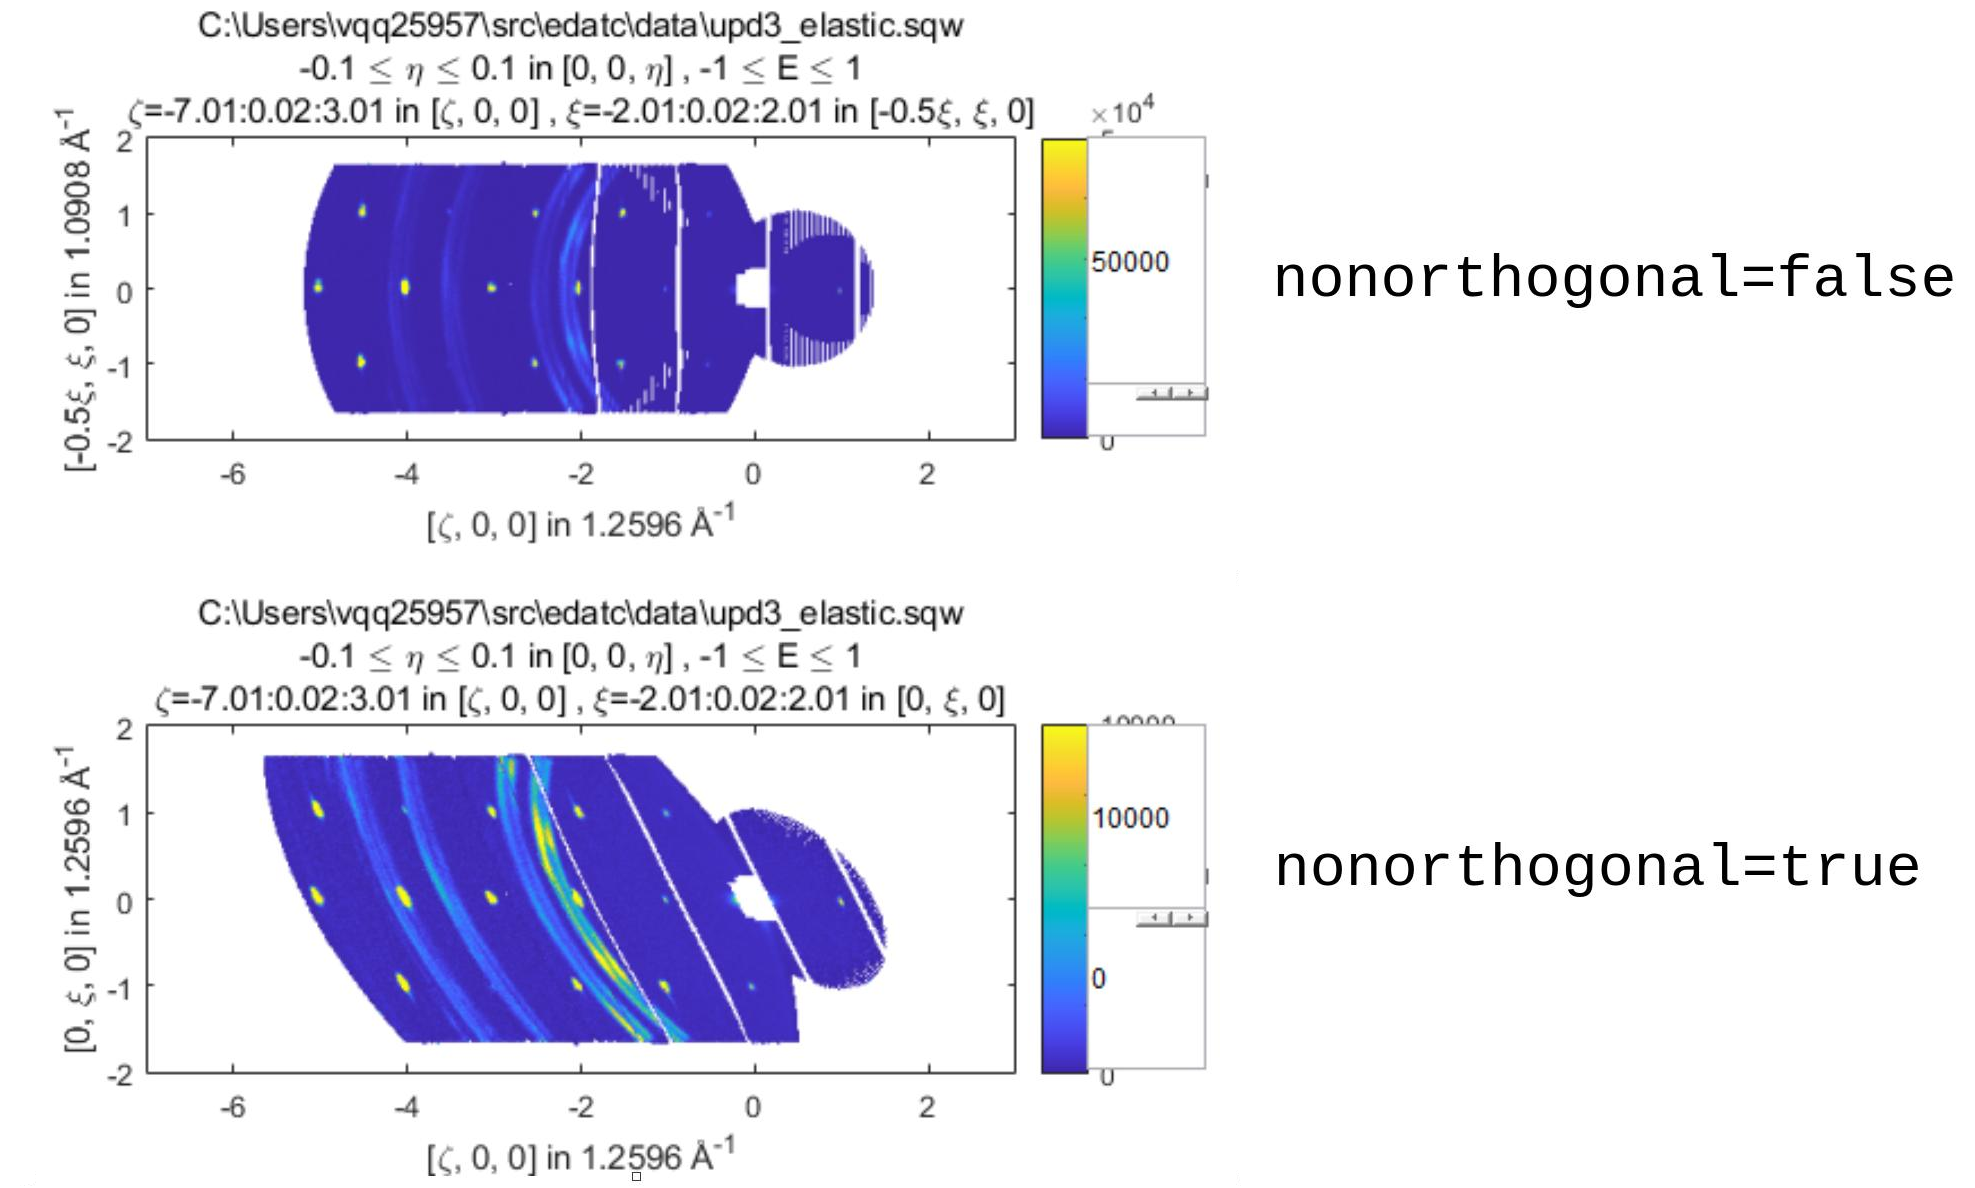 C:\Users\vqq25957\src\edatc\data\upd3_elastic.sqw
-0.1 ≤ η ≤ 0.1 in [0, 0, η] , -1 ≤ E ≤ 1
ζ=-7.01:0.02:3.01 in [ζ, 0, 0] , ξ=-2.01:0.02:2.01 in [-0.5ξ, ξ, 0]
×10⁴
[-0.5ξ, ξ, 0] in 1.0908 Å⁻¹
2
1
0
-1
-2
-6 -4 -2 0 2
[ζ, 0, 0] in 1.2596 Å⁻¹
50000
0
nonorthogonal=false
C:\Users\vqq25957\src\edatc\data\upd3_elastic.sqw
-0.1 ≤ η ≤ 0.1 in [0, 0, η] , -1 ≤ E ≤ 1
ζ=-7.01:0.02:3.01 in [ζ, 0, 0] , ξ=-2.01:0.02:2.01 in [0, ξ, 0]
[0, ξ, 0] in 1.2596 Å⁻¹
2
1
0
-1
-2
-6 -4 -2 0 2
[ζ, 0, 0] in 1.2596 Å⁻¹
10000
0
0
nonorthogonal=true